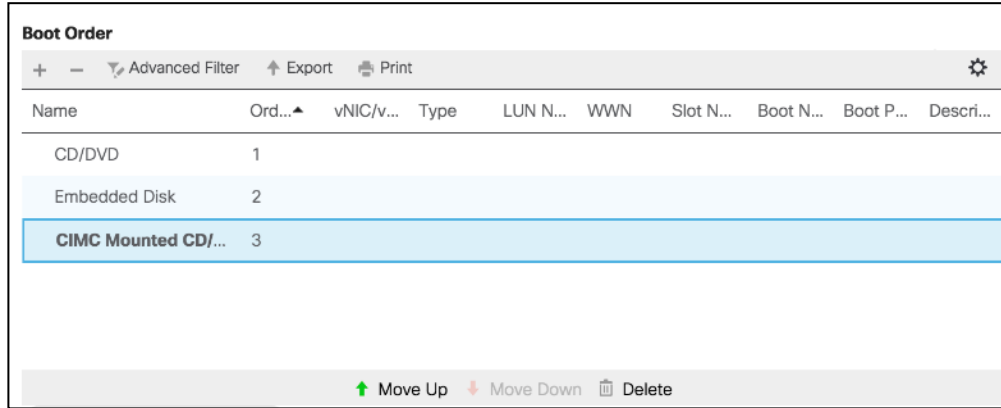 Boot Order
+ − Advanced Filter Export Print
Name Ord... vNIC/v... Type LUN N... WWN Slot N... Boot N... Boot P... Descri...
CD/DVD 1
Embedded Disk 2
CIMC Mounted CD/... 3
Move Up Move Down Delete